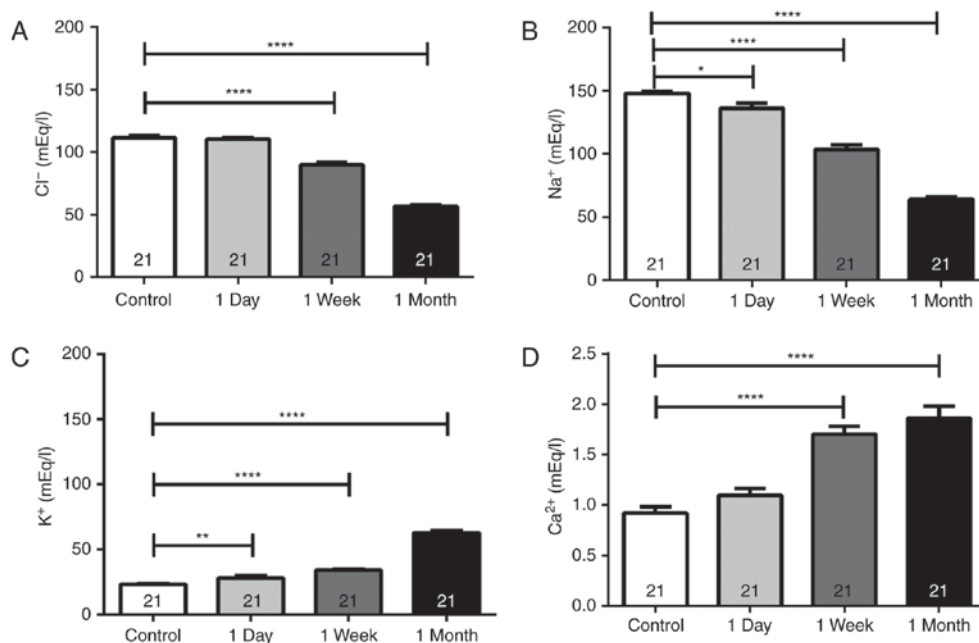 A
Cl⁻ (mEq/l)
200
150
100
50
0
****
****
21 21 21 21
Control 1 Day 1 Week 1 Month
B
Na⁺ (mEq/l)
200
150
100
50
0
****
****
*
21 21 21 21
Control 1 Day 1 Week 1 Month
C
K⁺ (mEq/l)
200
150
100
50
0
****
****
**
21 21 21 21
Control 1 Day 1 Week 1 Month
D
Ca²⁺ (mEq/l)
2.5
2.0
1.5
1.0
0.5
0.0
****
****
21 21 21 21
Control 1 Day 1 Week 1 Month